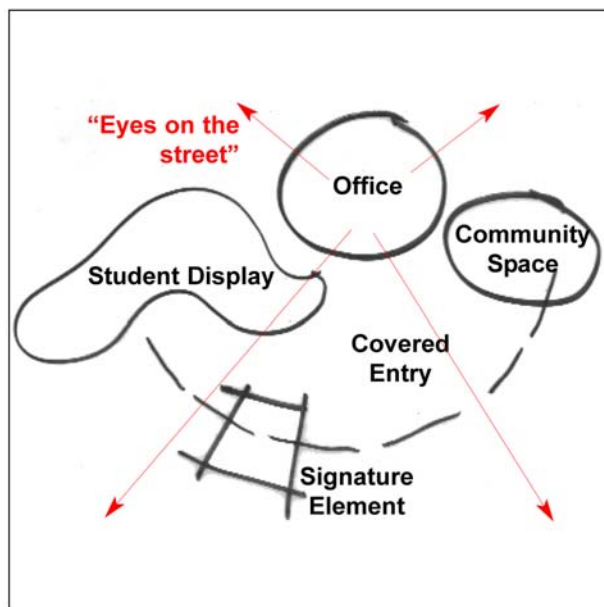 “Eyes on the
street”
Office
Community
Space
Student Display
Covered
Entry
Signature
Element